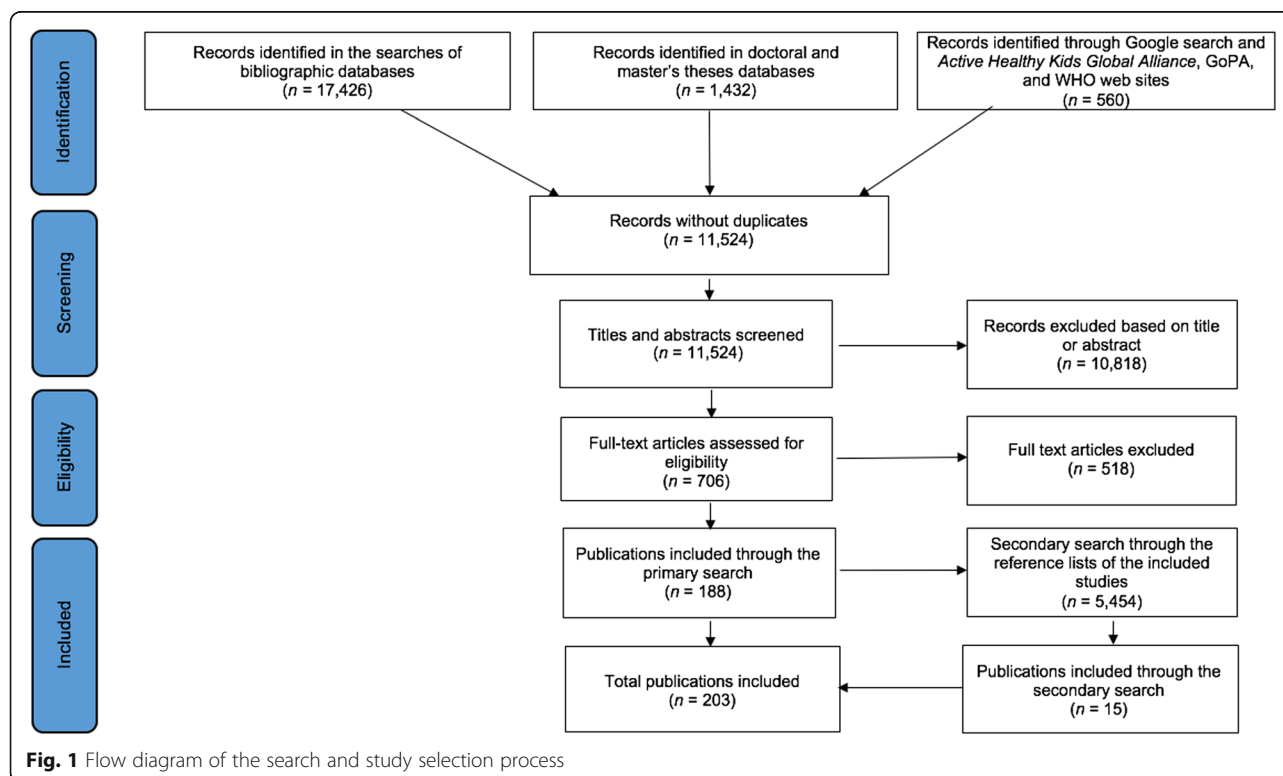 Identification
Records identified in the searches of
bibliographic databases
(n = 17,426)
Records identified in doctoral and
master's theses databases
(n = 1,432)
Records identified through Google search and
Active Healthy Kids Global Alliance, GoPA,
and WHO web sites
(n = 560)
Screening
Records without duplicates
(n = 11,524)
Titles and abstracts screened
(n = 11,524)
Records excluded based on title
or abstract
(n = 10,818)
Eligibility
Full-text articles assessed for
eligibility
(n = 706)
Full text articles excluded
(n = 518)
Included
Publications included through the
primary search
(n = 188)
Secondary search through the
reference lists of the included
studies
(n = 5,454)
Total publications included
(n = 203)
Publications included through the
secondary search
(n = 15)
Fig. 1 Flow diagram of the search and study selection process